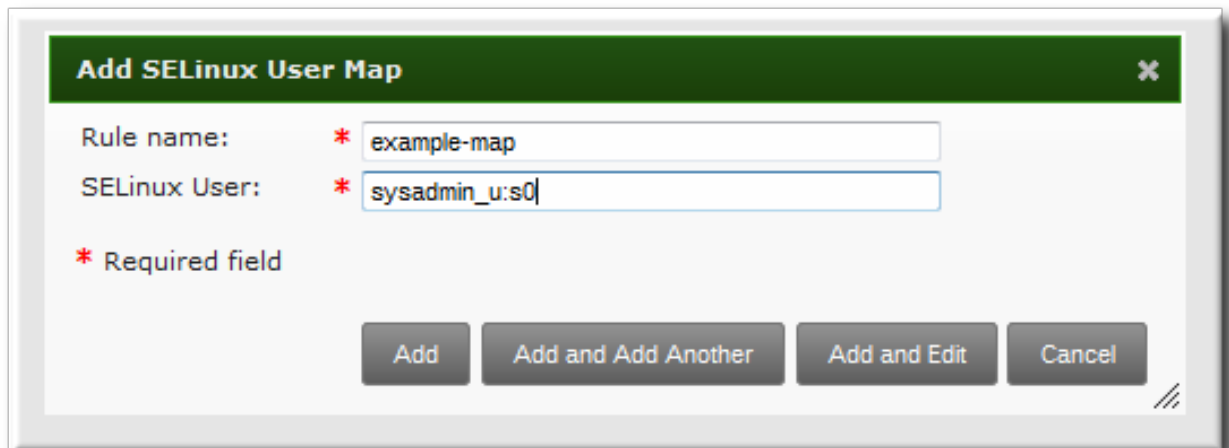 Add SELinux User Map
Rule name: * example-map
SELinux User: * sysadmin_u:s0
* Required field
Add Add and Add Another Add and Edit Cancel